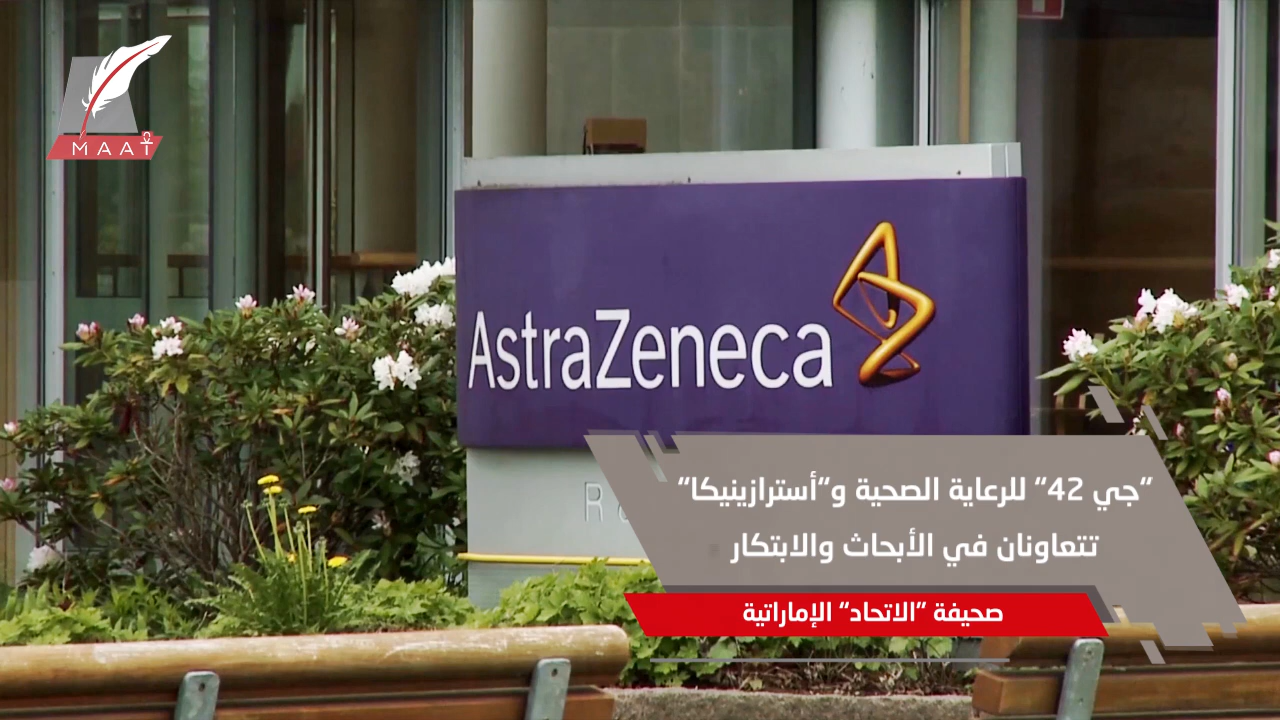 MAAT
AstraZeneca
R
“جي 42” للرعاية الصحية و“أسترازينيكا”
تتعاونان في الأبحاث والابتكار
صحيفة “الاتحاد” الإماراتية